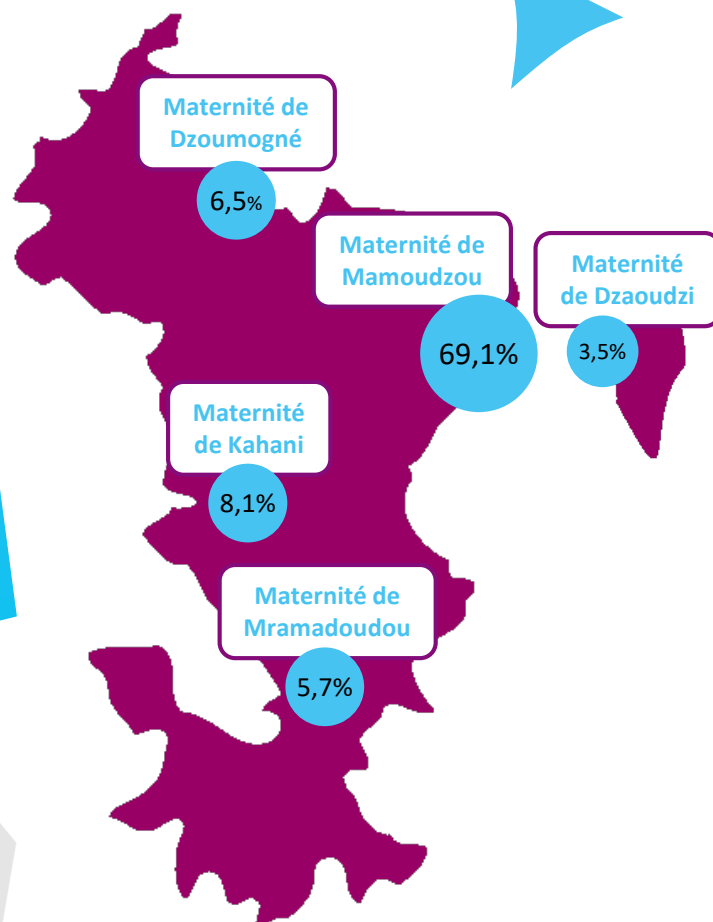 Maternité de
Dzoumogné
6,5%
Maternité de
Mamoudzou
69,1%
Maternité
de Dzaoudzi
3,5%
Maternité
de Kahani
8,1%
Maternité de
Mramadoudou
5,7%